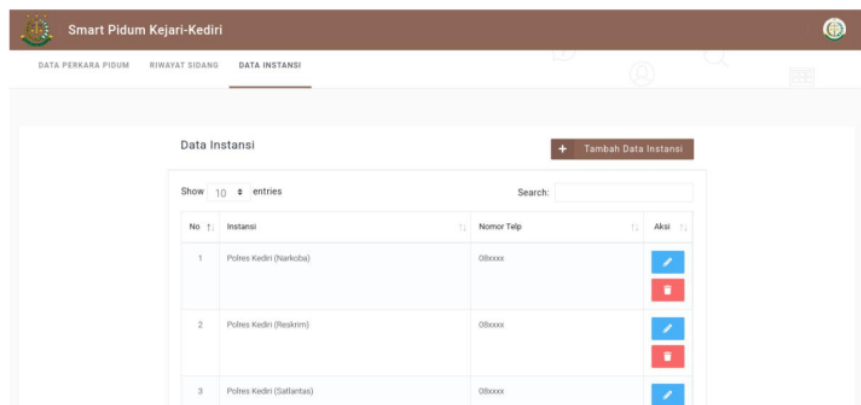 Smart Pidum Kejari-Kediri
DATA PERKARA PIDUM RIWAYAT SIDANG DATA INSTANSI
Data Instansi
+ Tambah Data Instansi
Show 10 entries
Search:
No Instansi Nomor Telp Aksi
1 Polres Kediri (Narkoba) 08xxxx
2 Polres Kediri (Reskrim) 08xxxx
3 Polres Kediri (Satlantas) 08xxxx